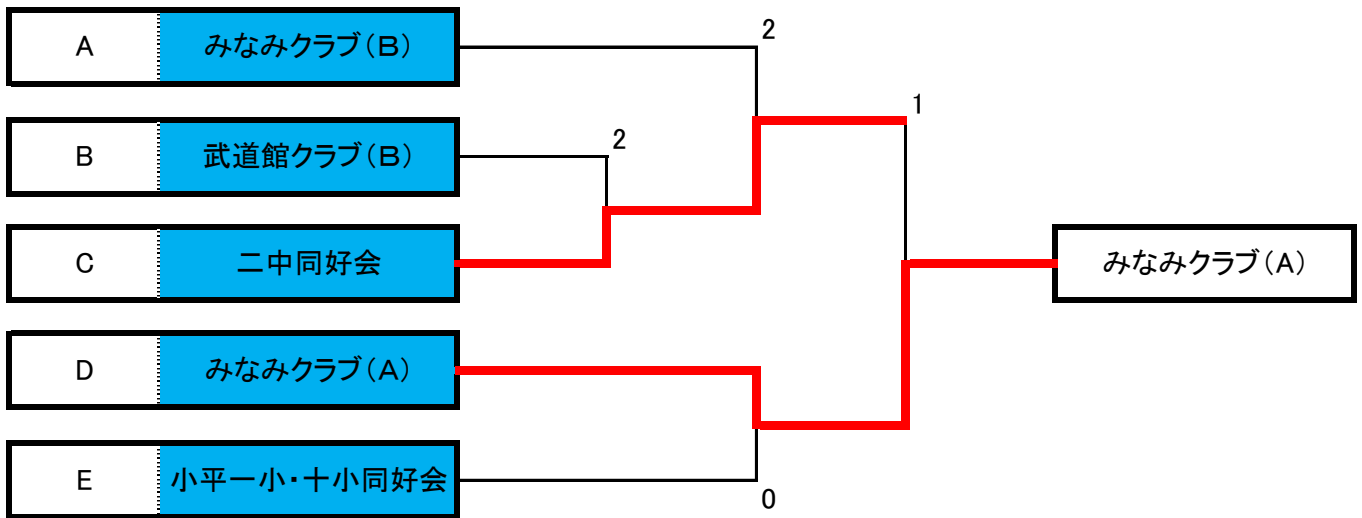 A みなみクラブ(B)
2
B 武道館クラブ(B)
2
1
C 二中同好会
みなみクラブ(A)
D みなみクラブ(A)
E 小平一小・十小同好会
0